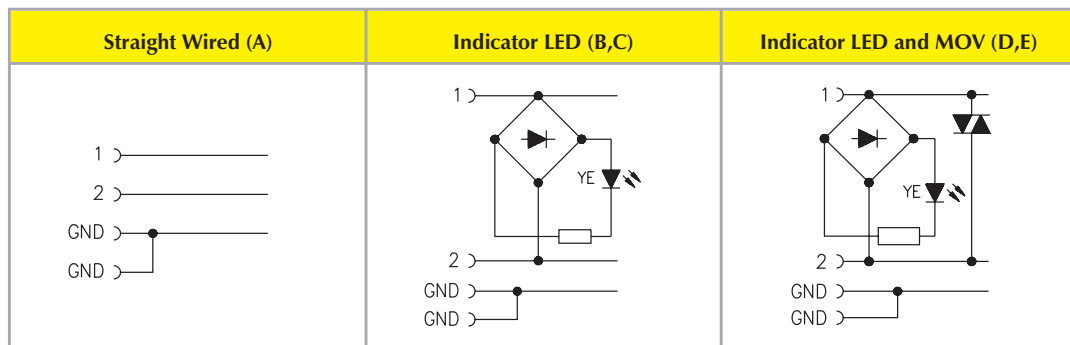 Straight Wired (A)
Indicator LED (B,C)
Indicator LED and MOV (D,E)
1
2
GND
GND
1
YE
2
GND
GND
1
YE
2
GND
GND